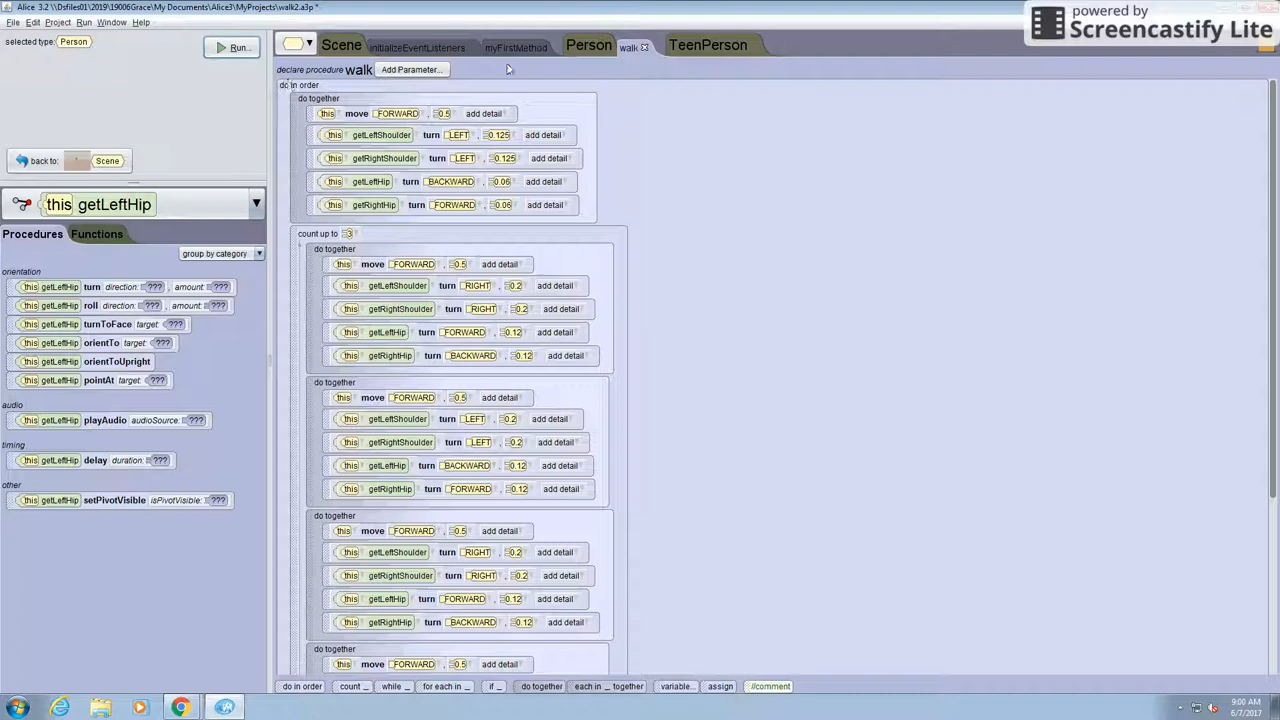 Alice 3.2 \\Dsfiles01\2019\19006Grace\My Documents\Alice3\MyProjects\walk2.a3p *
File Edit Project Run Window Help
powered by
Screencastify Lite
selected type: Person
Run...
back to: Scene
this getLeftHip
Procedures Functions
group by category
orientation
this getLeftHip turn direction: ??? , amount: ???
this getLeftHip roll direction: ??? , amount: ???
this getLeftHip turnToFace target: ???
this getLeftHip orientTo target: ???
this getLeftHip orientToUpright
this getLeftHip pointAt target: ???
audio
this getLeftHip playAudio audioSource: ???
timing
this getLeftHip delay duration: ???
other
this getLeftHip setPivotVisible isPivotVisible: ???
Scene initializeEventListeners myFirstMethod Person walk TeenPerson
declare procedure walk Add Parameter...
do in order
do together
this move FORWARD , 0.5 add detail
this getLeftShoulder turn LEFT , 0.125 add detail
this getRightShoulder turn LEFT , 0.125 add detail
this getLeftHip turn BACKWARD , 0.06 add detail
this getRightHip turn FORWARD , 0.06 add detail
count up to 3
do together
this move FORWARD , 0.5 add detail
this getLeftShoulder turn RIGHT , 0.2 add detail
this getRightShoulder turn RIGHT , 0.2 add detail
this getLeftHip turn FORWARD , 0.12 add detail
this getRightHip turn BACKWARD , 0.12 add detail
do together
this move FORWARD , 0.5 add detail
this getLeftShoulder turn LEFT , 0.2 add detail
this getRightShoulder turn LEFT , 0.2 add detail
this getLeftHip turn BACKWARD , 0.12 add detail
this getRightHip turn FORWARD , 0.12 add detail
do together
this move FORWARD , 0.5 add detail
this getLeftShoulder turn RIGHT , 0.2 add detail
this getRightShoulder turn RIGHT , 0.2 add detail
this getLeftHip turn FORWARD , 0.12 add detail
this getRightHip turn BACKWARD , 0.12 add detail
do together
this move FORWARD , 0.5 add detail
do in order count _ while _ for each in _ if _ do together each in _ together variable... assign //comment
9:00 AM
6/7/2017